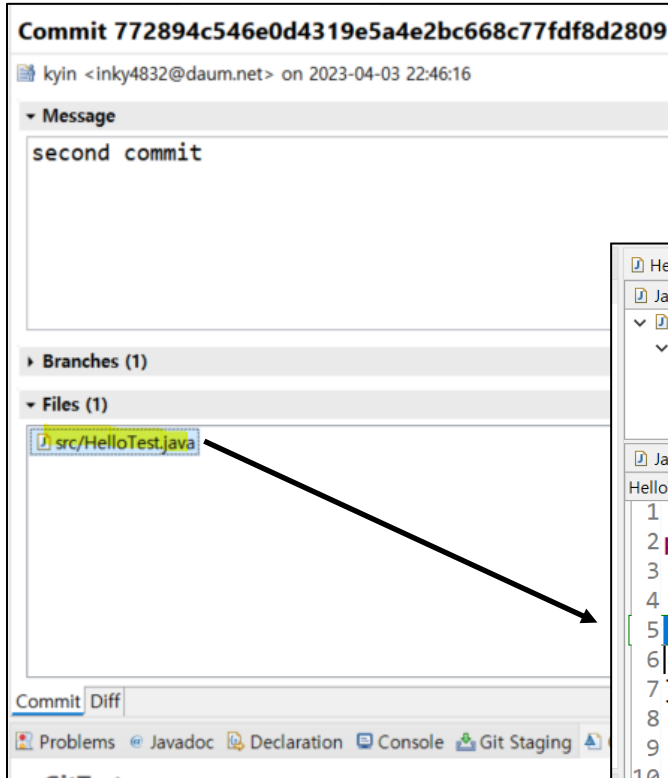 Commit 772894c546e0d4319e5a4e2bc668c77fdf8d2809
kyin <inky4832@daum.net> on 2023-04-03 22:46:16
Message
second commit
Branches (1)
Files (1)
src/HelloTest.java
Commit Diff
Problems Javadoc Declaration Console Git Staging
Hello
1
2
3
4
5
6
7
8
9
10